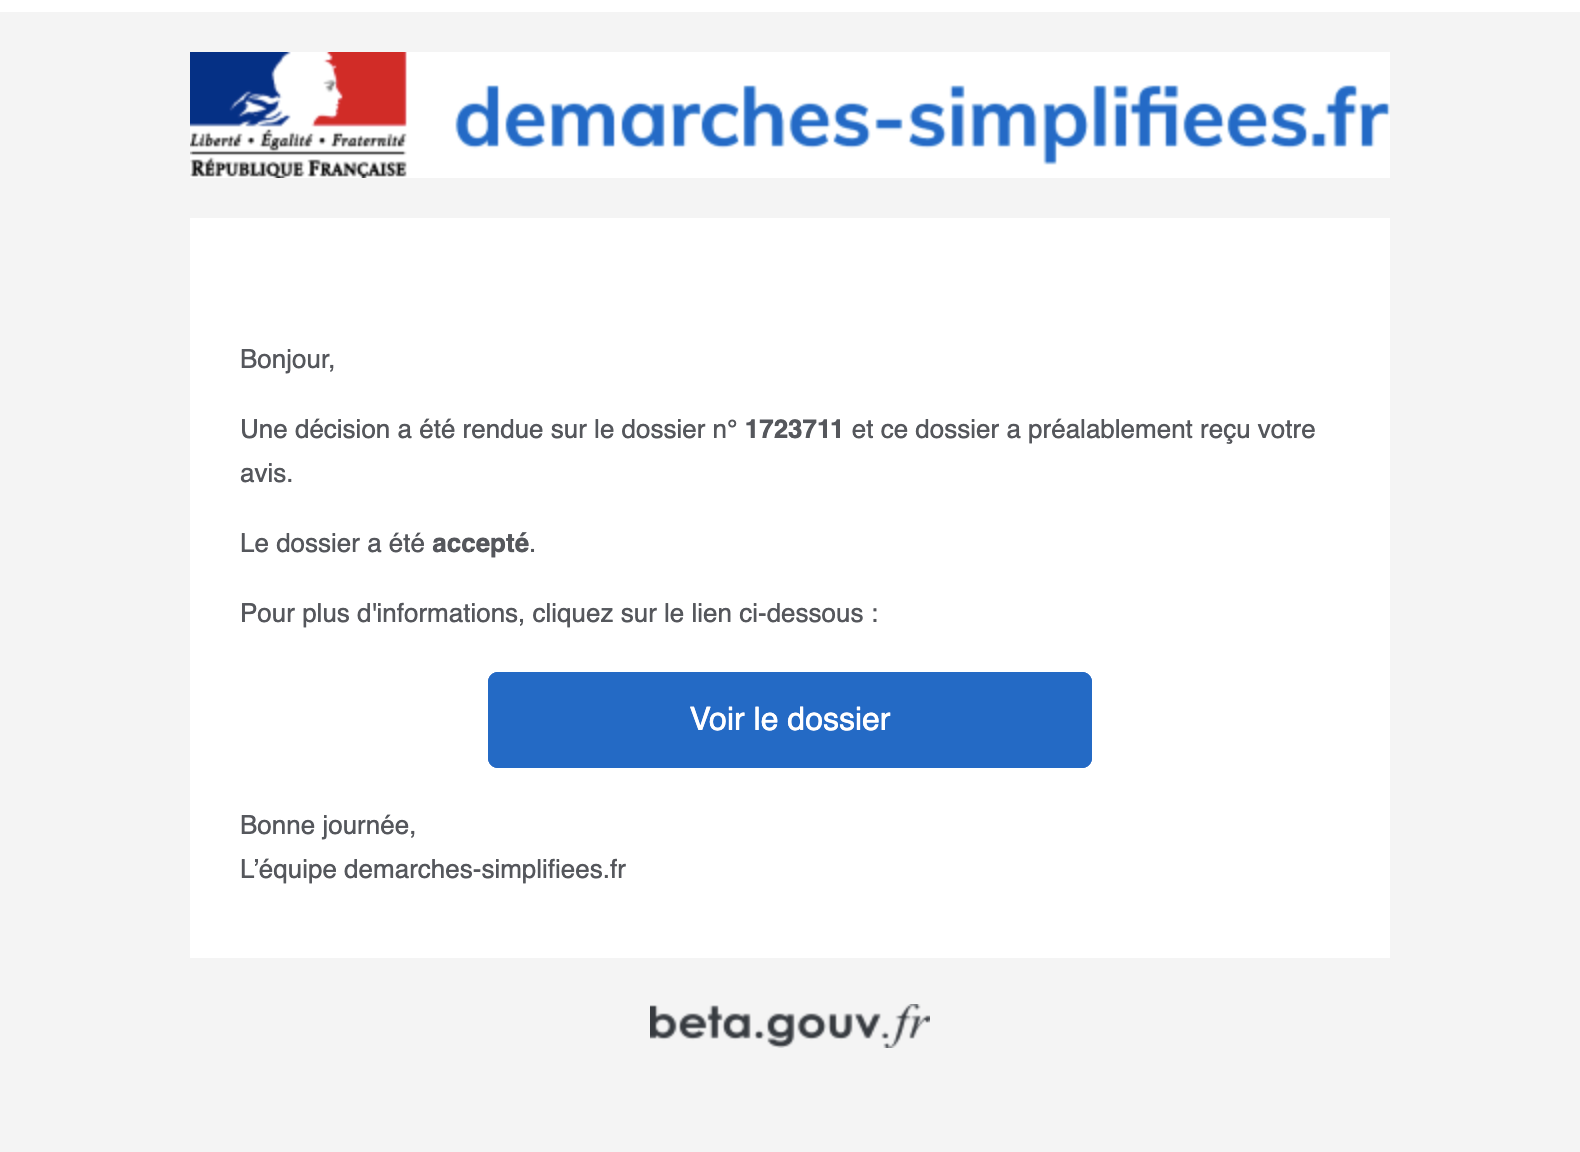 Liberté • Égalité • Fraternité
RÉPUBLIQUE FRANÇAISE
demarches-simplifiees.fr
Bonjour,
Une décision a été rendue sur le dossier n° 1723711 et ce dossier a préalablement reçu votre
avis.
Le dossier a été accepté.
Pour plus d'informations, cliquez sur le lien ci-dessous :
Voir le dossier
Bonne journée,
L’équipe demarches-simplifiees.fr
beta.gouv.fr